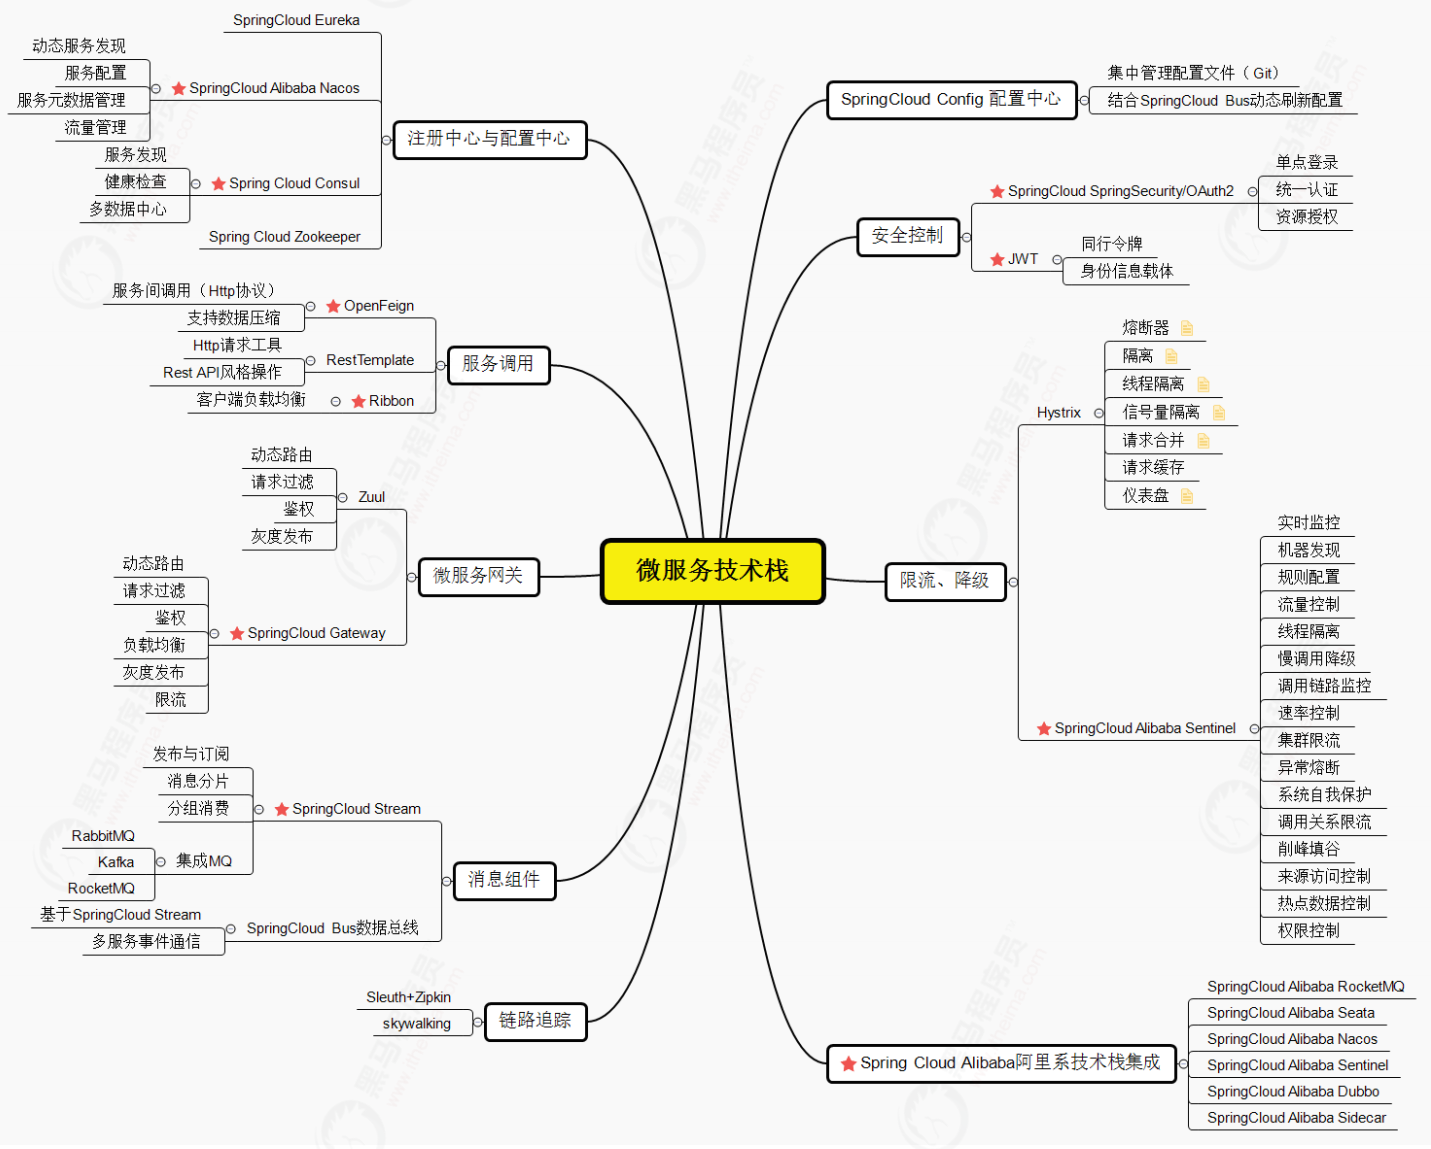 微服务技术栈
注册中心与配置中心
SpringCloud Eureka
SpringCloud Alibaba Nacos
动态服务发现
服务配置
服务元数据管理
流量管理
Spring Cloud Consul
服务发现
健康检查
多数据中心
Spring Cloud Zookeeper
服务调用
OpenFeign
服务间调用（Http协议）
支持数据压缩
RestTemplate
Http请求工具
Rest API风格操作
Ribbon
客户端负载均衡
微服务网关
Zuul
动态路由
请求过滤
鉴权
灰度发布
SpringCloud Gateway
动态路由
请求过滤
鉴权
负载均衡
灰度发布
限流
消息组件
SpringCloud Stream
发布与订阅
消息分片
分组消费
集成MQ
RabbitMQ
Kafka
RocketMQ
SpringCloud Bus数据总线
基于SpringCloud Stream
多服务事件通信
链路追踪
Sleuth+Zipkin
skywalking
SpringCloud Config 配置中心
集中管理配置文件（Git）
结合SpringCloud Bus动态刷新配置
安全控制
SpringCloud SpringSecurity/OAuth2
单点登录
统一认证
资源授权
JWT
同行令牌
身份信息载体
限流、降级
Hystrix
熔断器
隔离
线程隔离
信号量隔离
请求合并
请求缓存
仪表盘
SpringCloud Alibaba Sentinel
实时监控
机器发现
规则配置
流量控制
线程隔离
慢调用降级
调用链路监控
速率控制
集群限流
异常熔断
系统自我保护
调用关系限流
削峰填谷
来源访问控制
热点数据控制
权限控制
Spring Cloud Alibaba阿里系技术栈集成
SpringCloud Alibaba RocketMQ
SpringCloud Alibaba Seata
SpringCloud Alibaba Nacos
SpringCloud Alibaba Sentinel
SpringCloud Alibaba Dubbo
SpringCloud Alibaba Sidecar
黑马程序员
www.itheima.com